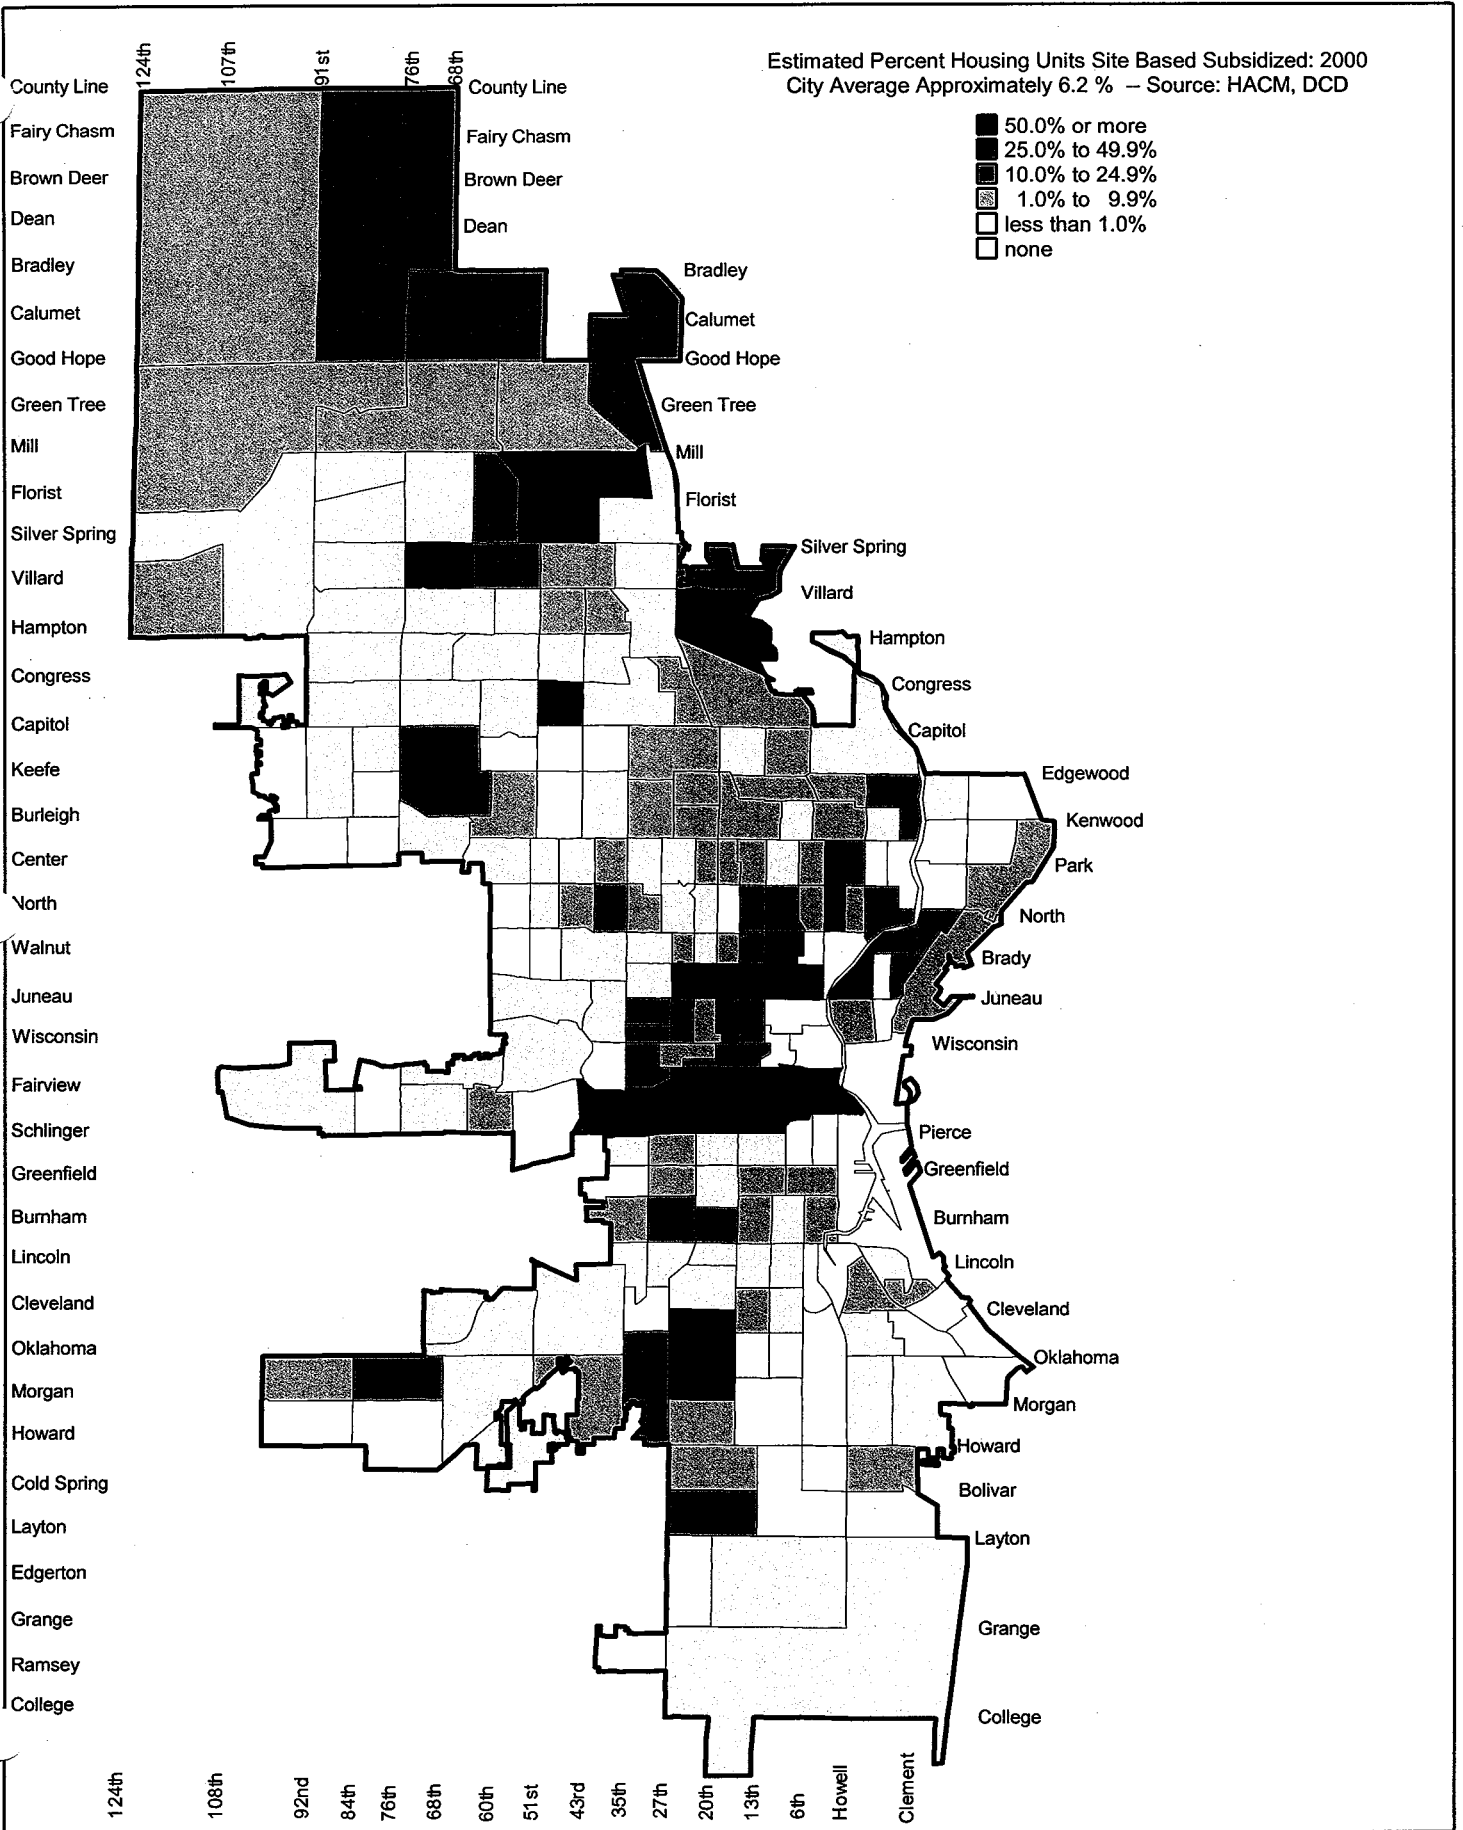 Estimated Percent Housing Units Site Based Subsidized: 2000
City Average Approximately 6.2 % -- Source: HACM, DCD
50.0% or more
25.0% to 49.9%
10.0% to 24.9%
1.0% to 9.9%
less than 1.0%
none
124th
107th
91st
76th
68th
County Line
Fairy Chasm
Brown Deer
Dean
Bradley
Calumet
Good Hope
Green Tree
Mill
Florist
Silver Spring
Villard
Hampton
Congress
Capitol
Keefe
Burleigh
Center
North
Walnut
Juneau
Wisconsin
Fairview
Schlinger
Greenfield
Burnham
Lincoln
Cleveland
Oklahoma
Morgan
Howard
Cold Spring
Layton
Edgerton
Grange
Ramsey
College
County Line
Fairy Chasm
Brown Deer
Dean
Bradley
Calumet
Good Hope
Green Tree
Mill
Florist
Silver Spring
Villard
Hampton
Congress
Capitol
Edgewood
Kenwood
Park
North
Brady
Juneau
Wisconsin
Pierce
Greenfield
Burnham
Lincoln
Cleveland
Oklahoma
Morgan
Howard
Bolivar
Layton
Grange
College
124th
108th
92nd
84th
76th
68th
60th
51st
43rd
35th
27th
20th
13th
6th
Howell
Clement